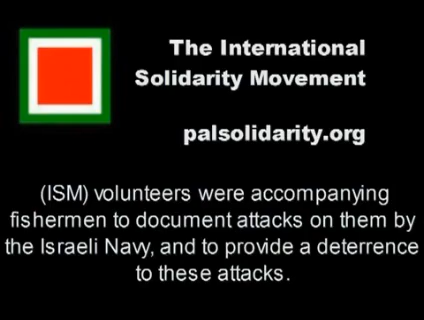 The International
Solidarity Movement
palsolidarity.org
(ISM) volunteers were accompanying
fishermen to document attacks on them by
the Israeli Navy, and to provide a deterrence
to these attacks.